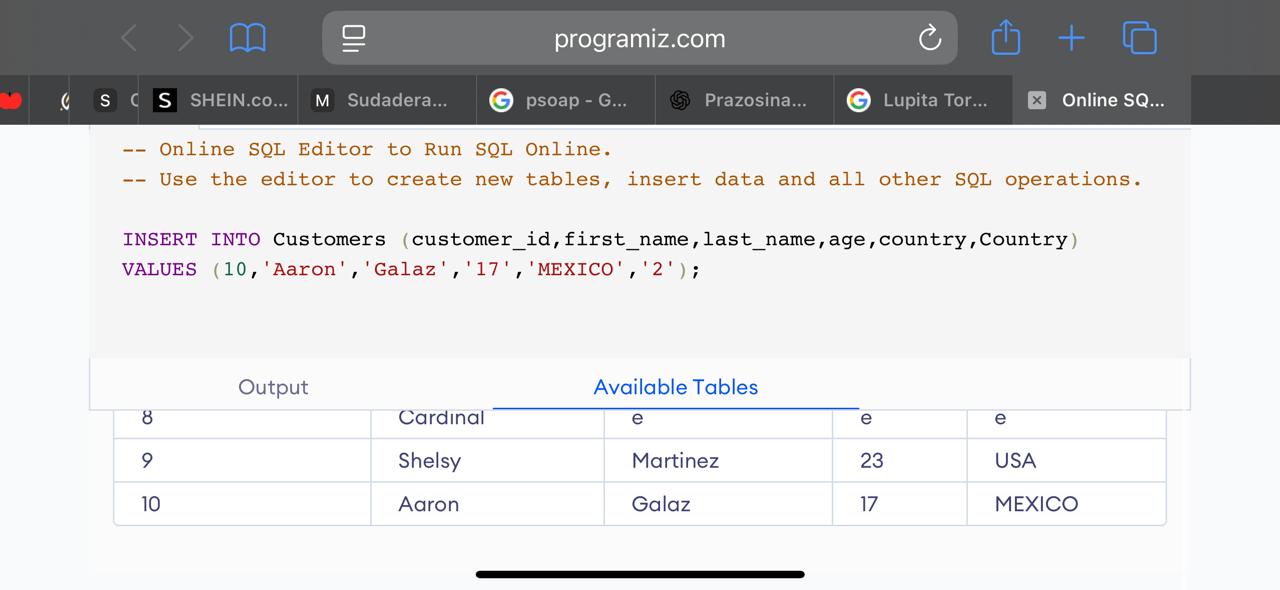 programiz.com
S C SHEIN.co... M Sudadera... psoap - G... Prazosina... Lupita Tor... Online SQ...
-- Online SQL Editor to Run SQL Online.
-- Use the editor to create new tables, insert data and all other SQL operations.
INSERT INTO Customers (customer_id,first_name,last_name,age,country,Country)
VALUES (10,'Aaron','Galaz','17','MEXICO','2');
Output Available Tables
8 Cardinal e e e
9 Shelsy Martinez 23 USA
10 Aaron Galaz 17 MEXICO